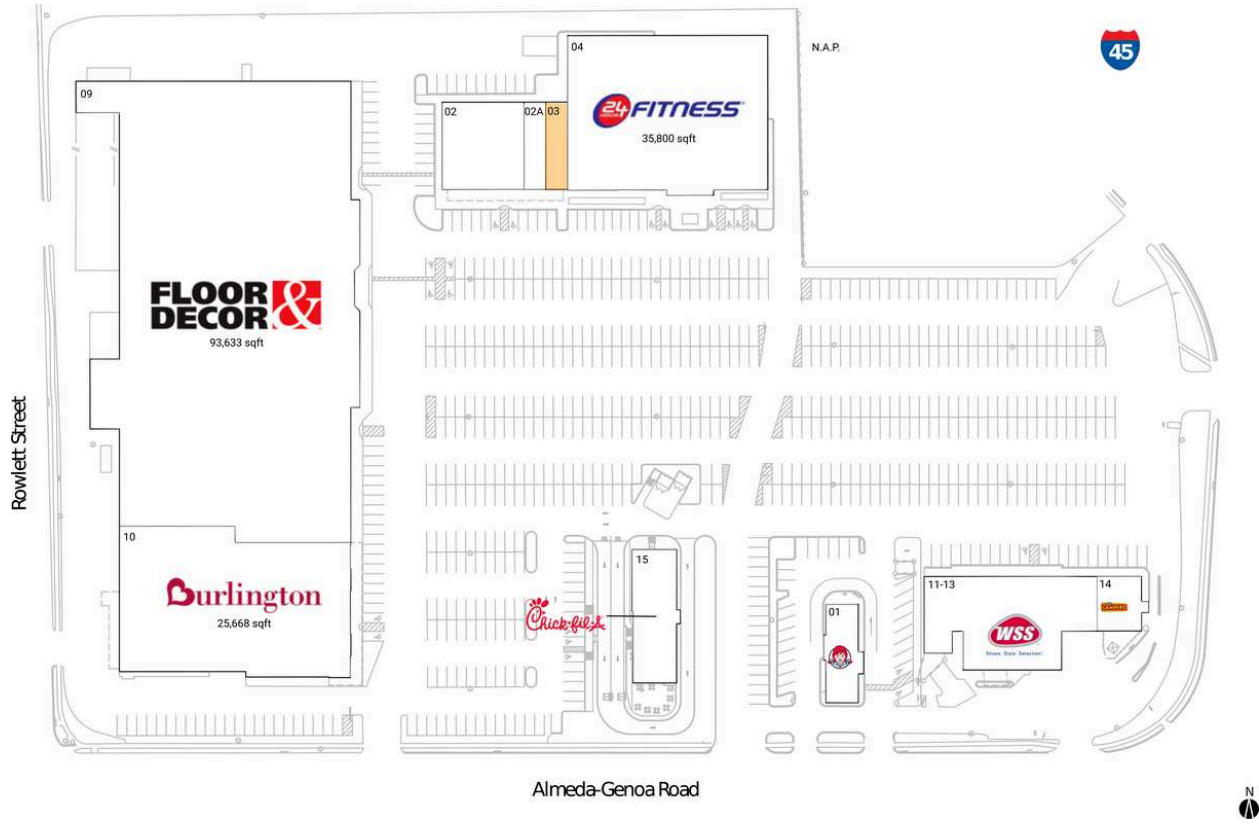 04
N.A.P.
45
09
02
02A
03
24
FITNESS
35,800 sqft
FLOOR
&
DECOR
93,633 sqft
Rowlett Street
10
Burlington
25,668 sqft
15
Chick-fil-A
01
11-13
14
WSS
Shoes Style Selection!
Almeda-Genoa Road
N